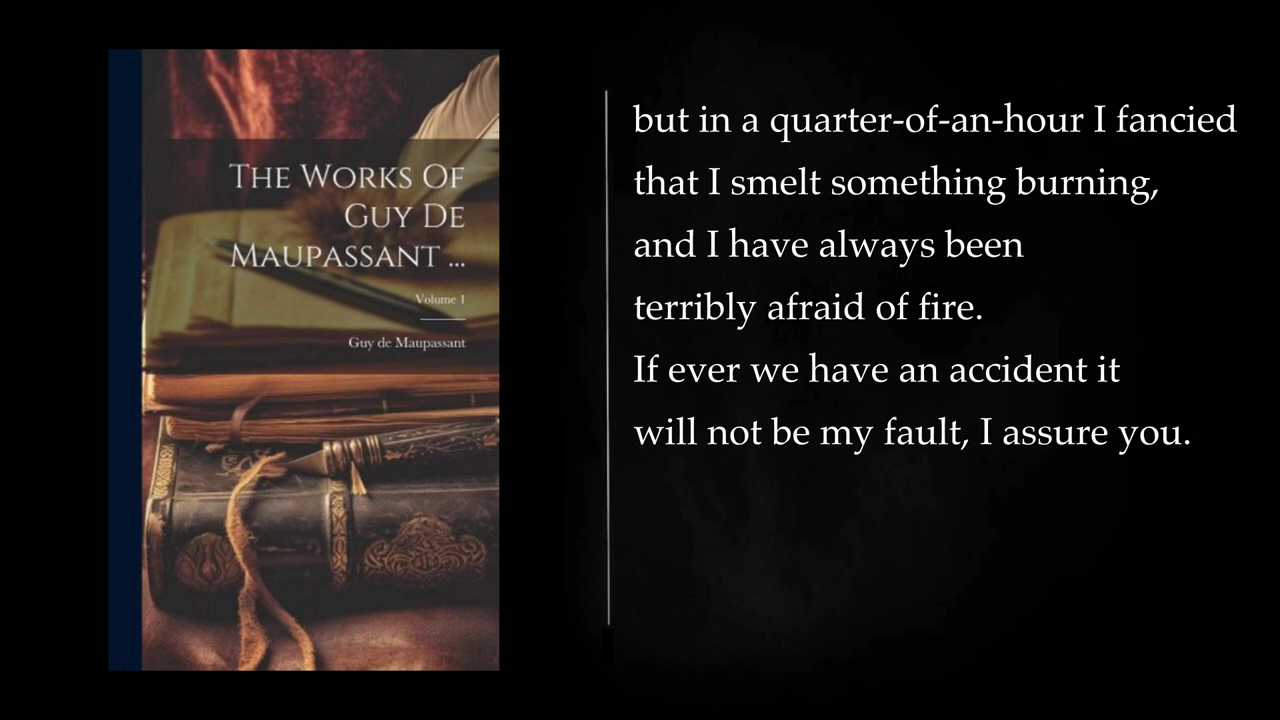 The Works Of
Guy De
Maupassant ...
Volume 1
Guy de Maupassant
but in a quarter-of-an-hour I fancied
that I smelt something burning,
and I have always been
terribly afraid of fire.
If ever we have an accident it
will not be my fault, I assure you.